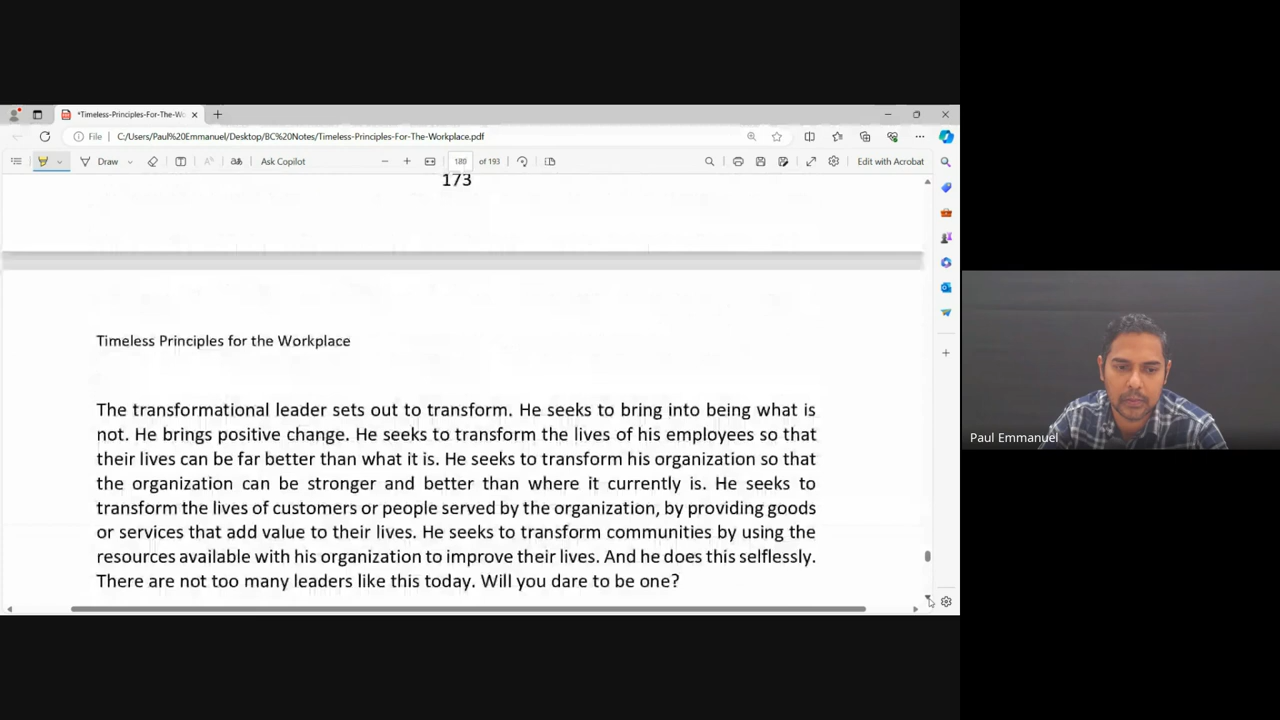 *Timeless-Principles-For-The-Wo
File
C:/Users/Paul%20Emmanuel/Desktop/BC%20Notes/Timeless-Principles-For-The-Workplace.pdf
Draw
Ask Copilot
180 of 193
Edit with Acrobat
173
Timeless Principles for the Workplace
The transformational leader sets out to transform. He seeks to bring into being what is
not. He brings positive change. He seeks to transform the lives of his employees so that
their lives can be far better than what it is. He seeks to transform his organization so that
the organization can be stronger and better than where it currently is. He seeks to
transform the lives of customers or people served by the organization, by providing goods
or services that add value to their lives. He seeks to transform communities by using the
resources available with his organization to improve their lives. And he does this selflessly.
There are not too many leaders like this today. Will you dare to be one?
Paul Emmanuel